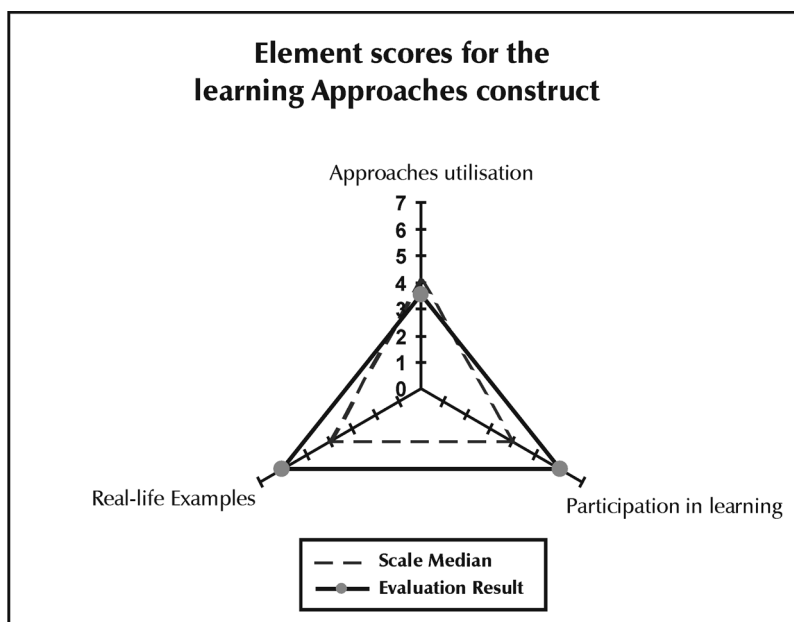 Element scores for the
learning Approaches construct
Approaches utilisation
7
6
5
4
3
2
1
0
Real-life Examples
Participation in learning
Scale Median
Evaluation Result